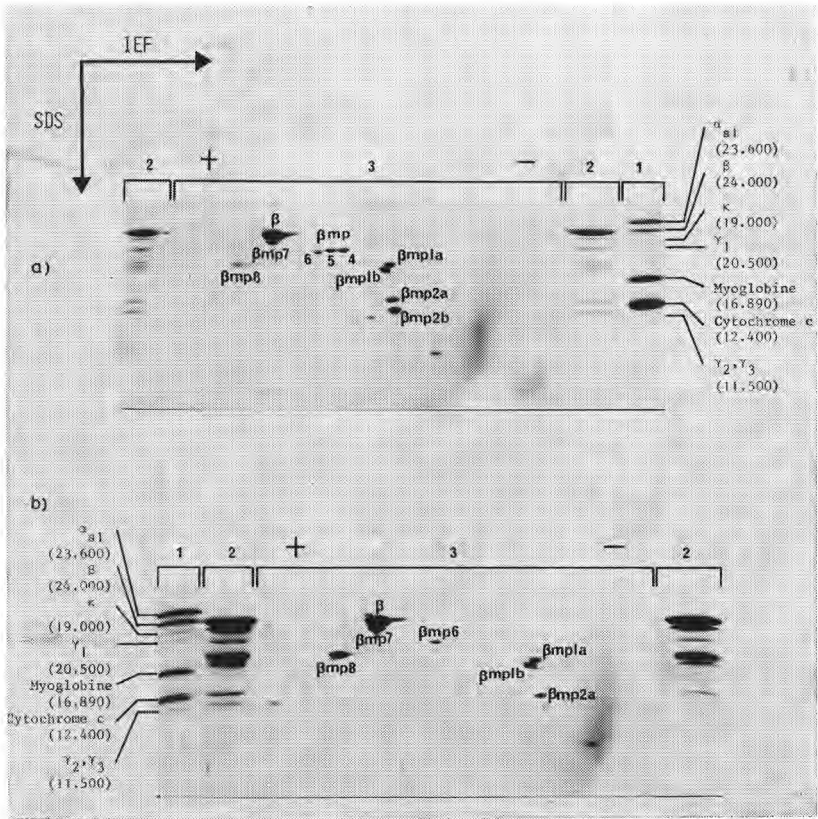 IEF
SDS
a)
2
+
3
−
2
1
αs1
(23.600)
β
(24.000)
κ
(19.000)
γ1
(20.500)
Myoglobine
(16.890)
Cytochrome c
(12.400)
γ2,γ3
(11.500)
β
βmp
βmp7
6 5 4
βmp8
βmp1a
βmp1b
βmp2a
βmp2b
b)
αs1
(23.600)
β
(24.000)
κ
(19.000)
γ1
(20.500)
Myoglobine
(16.890)
Cytochrome c
(12.400)
γ2,γ3
(11.500)
1
2
+
3
−
2
β
βmp7
βmp6
βmp8
βmp1a
βmp1b
βmp2a